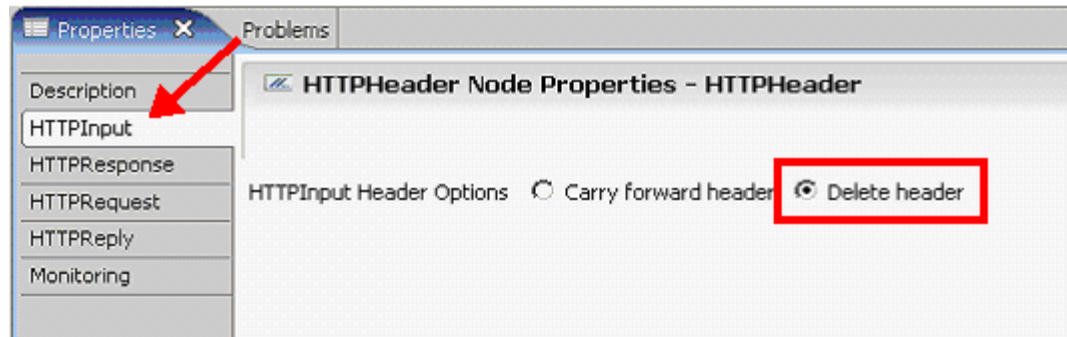 Properties Problems
Description
HTTPHeader Node Properties - HTTPHeader
HTTPInput
HTTPResponse
HTTPInput Header Options Carry forward header Delete header
HTTPRequest
HTTPReply
Monitoring